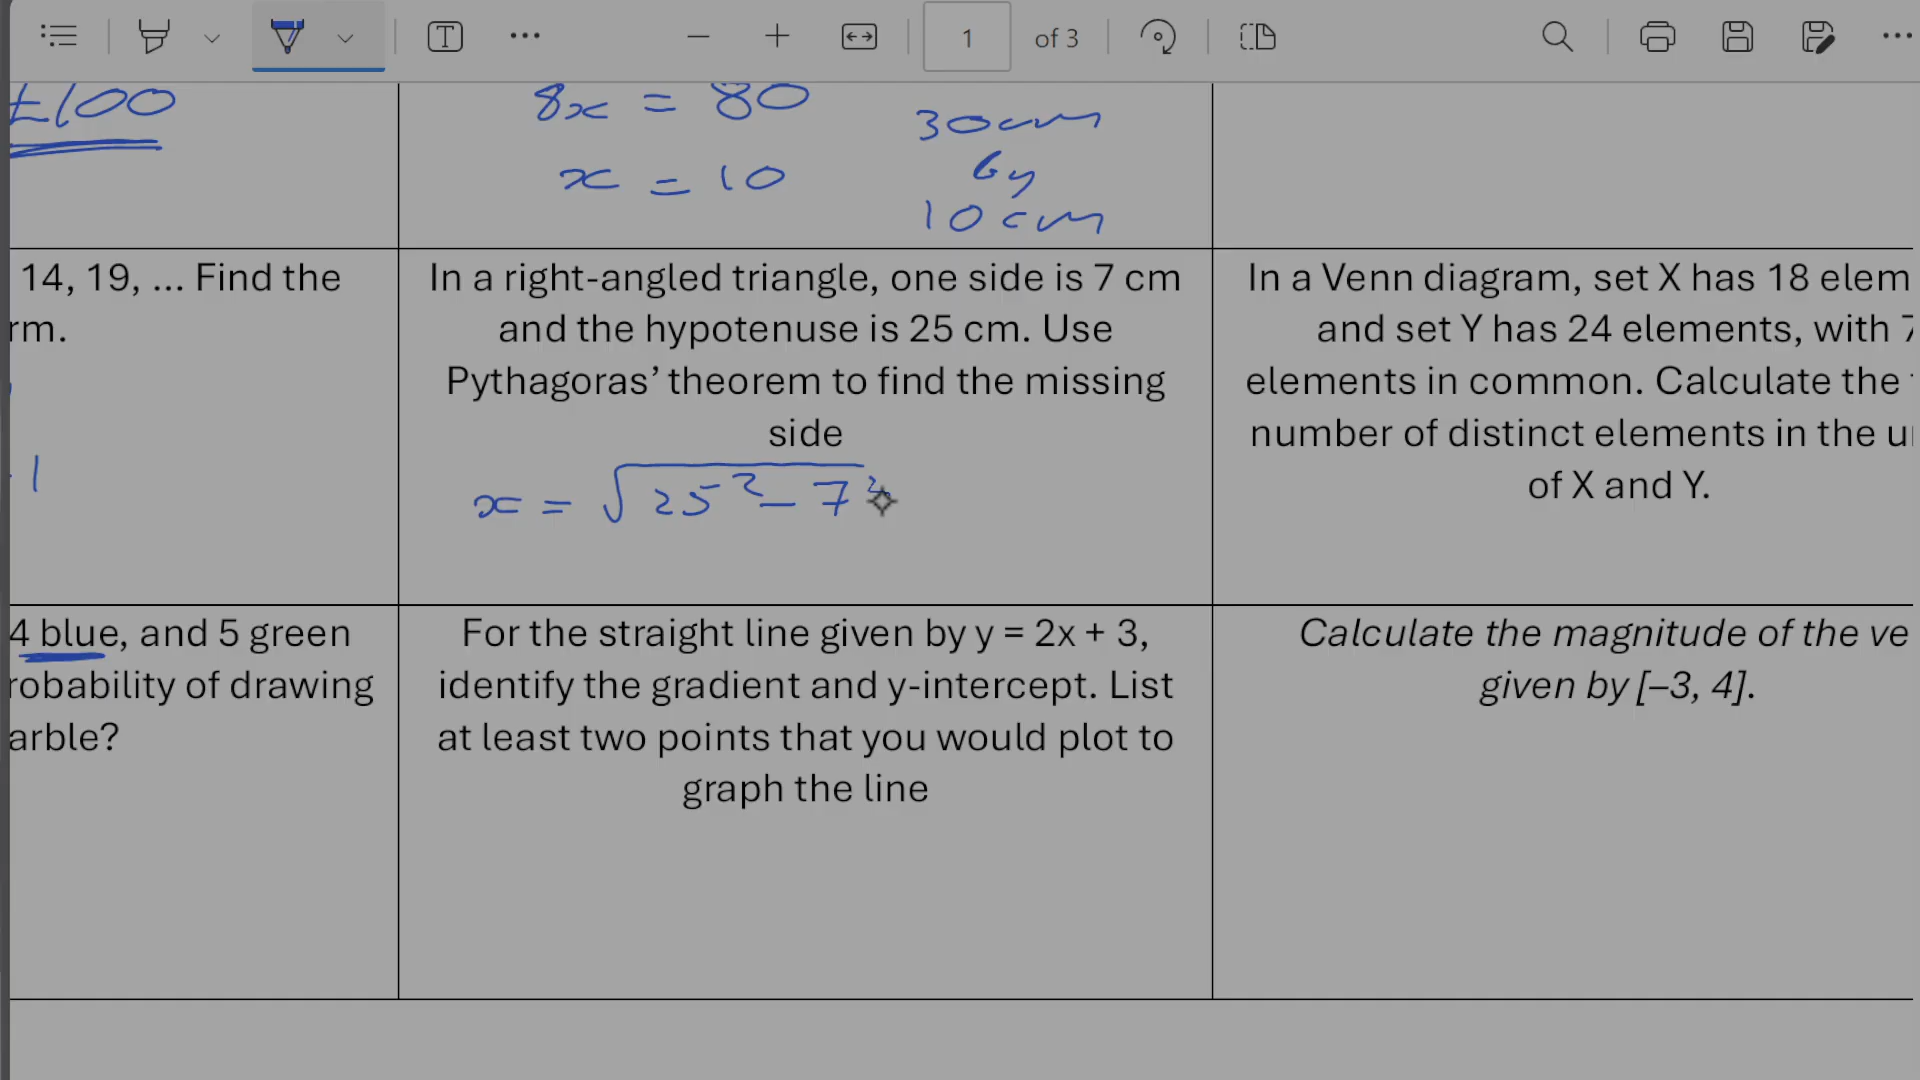 1 of 3
£100
8x = 80
x = 10
30cm
by
10cm
14, 19, ... Find the
rm.
-1
In a right-angled triangle, one side is 7 cm
and the hypotenuse is 25 cm. Use
Pythagoras’ theorem to find the missing
side
x = √25² - 7²
In a Venn diagram, set X has 18 elem
and set Y has 24 elements, with 7
elements in common. Calculate the
number of distinct elements in the u
of X and Y.
4 blue, and 5 green
robability of drawing
arble?
For the straight line given by y = 2x + 3,
identify the gradient and y-intercept. List
at least two points that you would plot to
graph the line
Calculate the magnitude of the ve
given by [–3, 4].